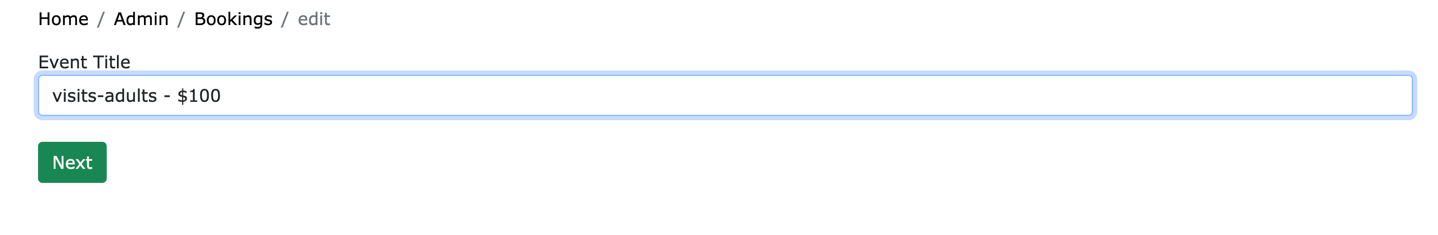 Home / Admin / Bookings / edit
Event Title
visits-adults - $100
Next